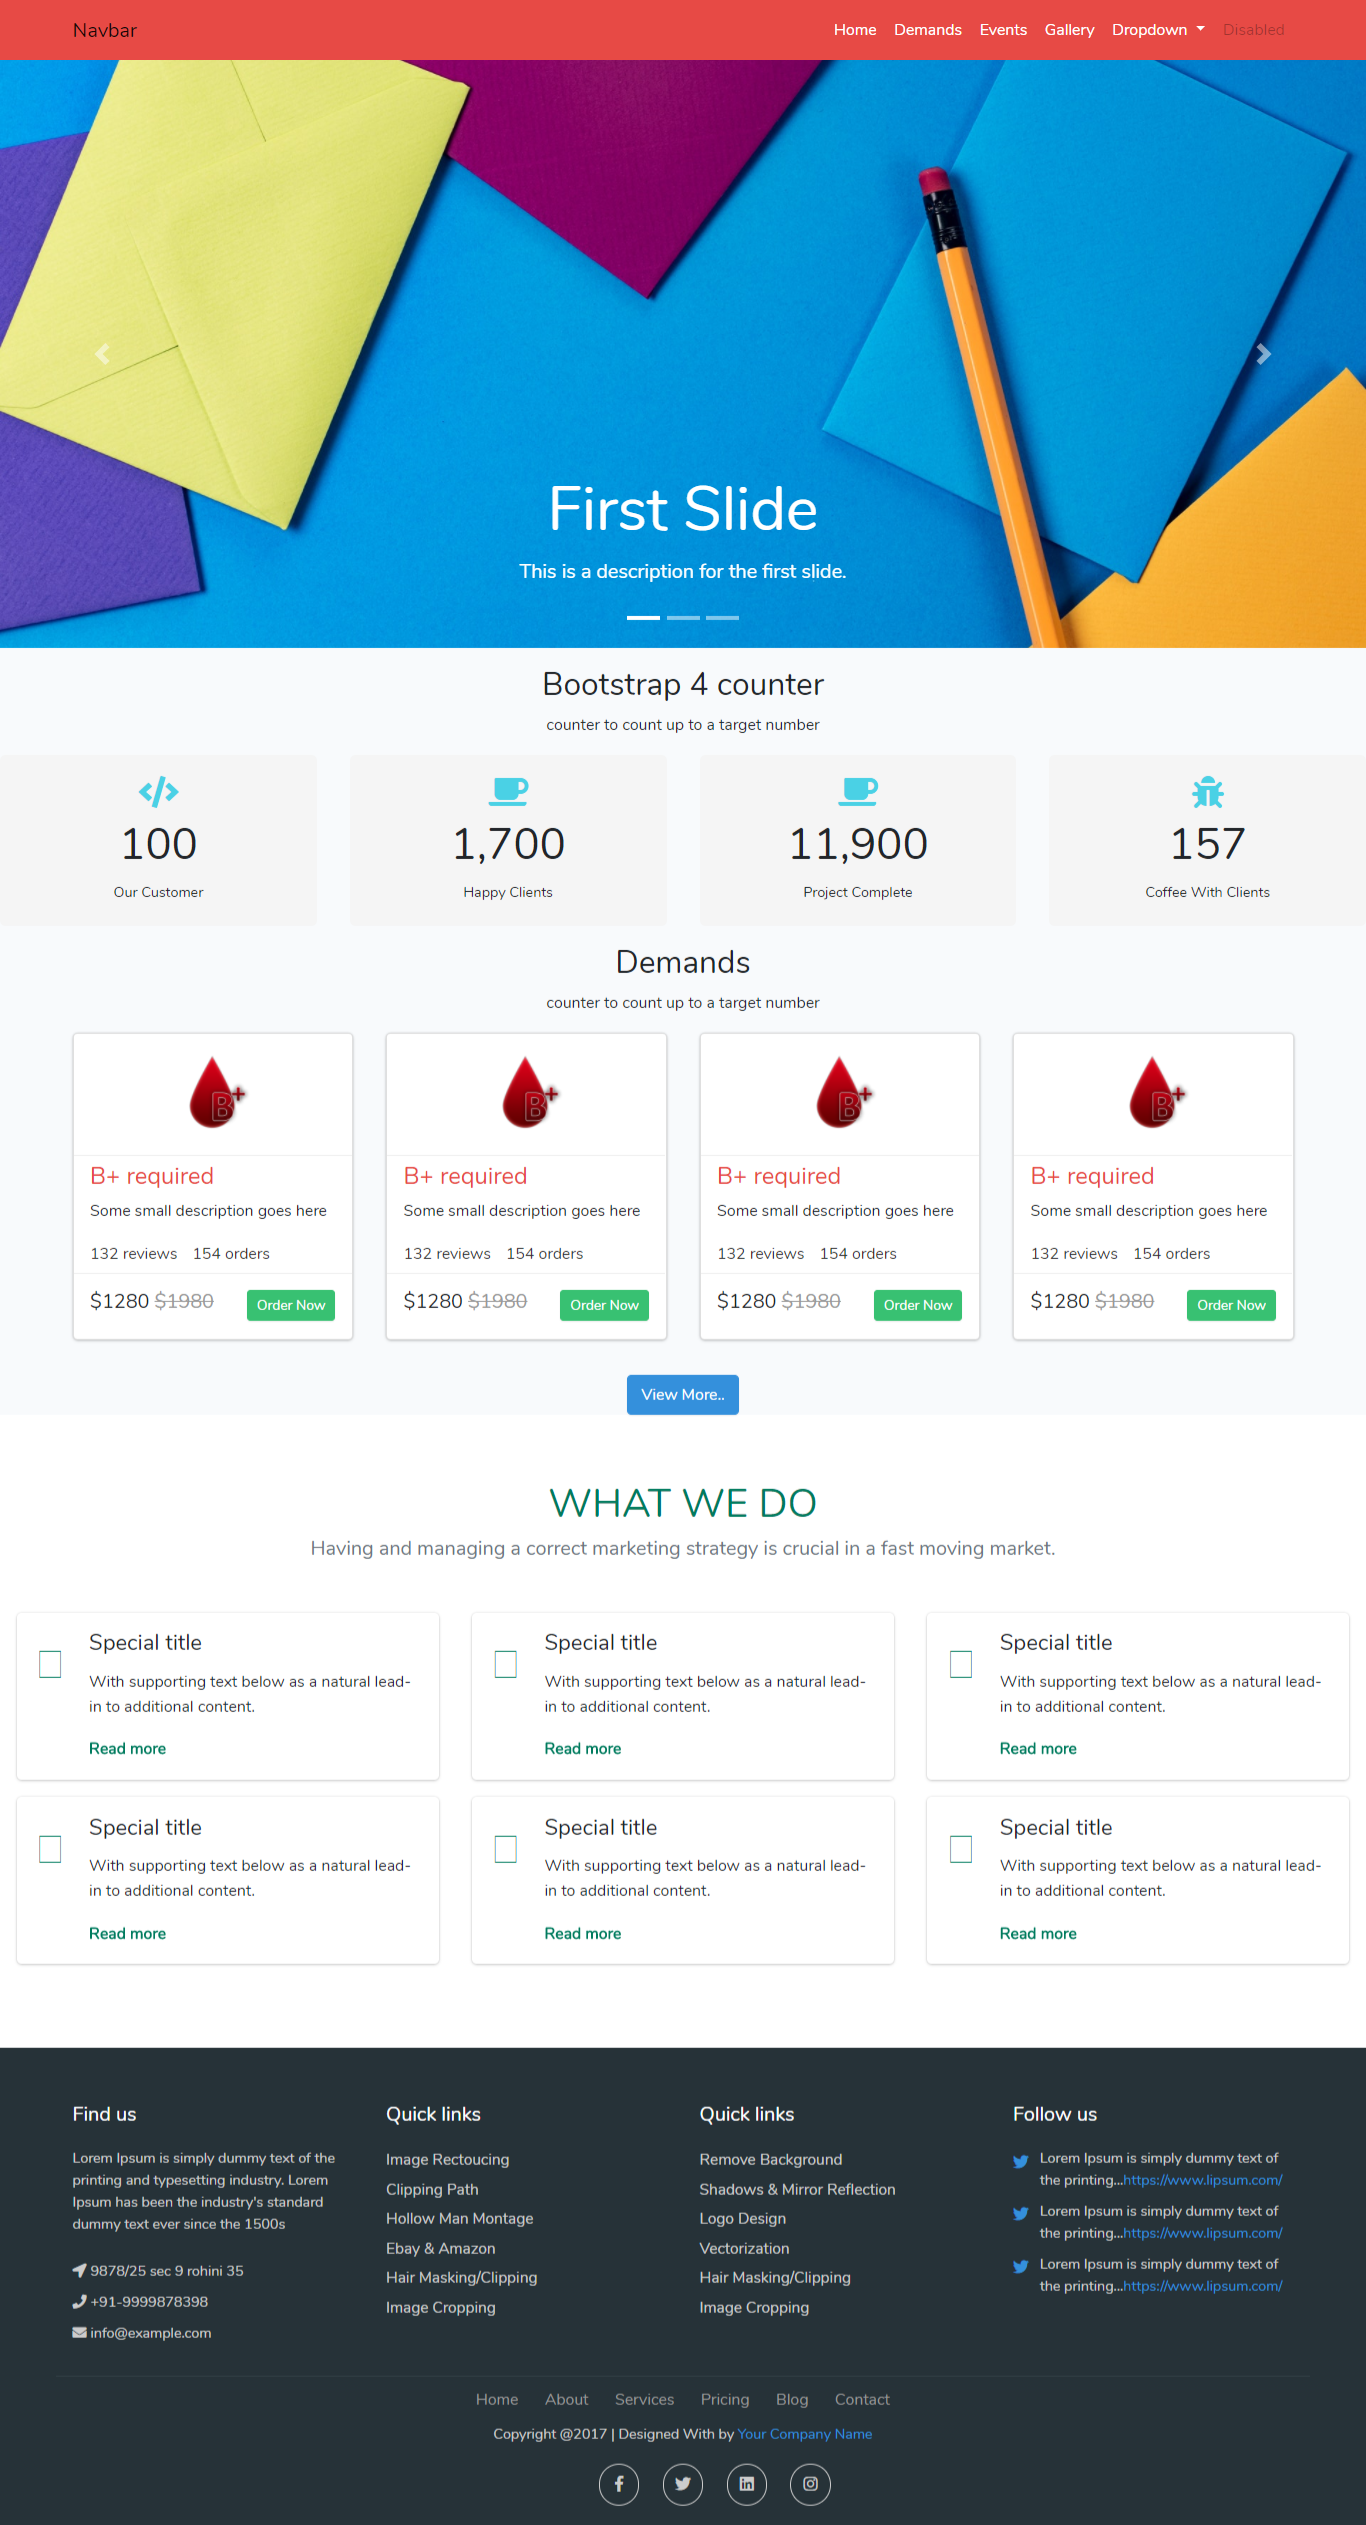 Navbar
Home Demands Events Gallery Dropdown Disabled
First Slide
This is a description for the first slide.
Bootstrap 4 counter
counter to count up to a target number
100 1,700 11,900 157
Our Customer Happy Clients Project Complete Coffee With Clients
Demands
counter to count up to a target number
B+ B+ B+ B+
B+ required B+ required B+ required B+ required
Some small description goes here Some small description goes here Some small description goes here Some small description goes here
132 reviews 154 orders 132 reviews 154 orders 132 reviews 154 orders 132 reviews 154 orders
$1280 $1980 Order Now $1280 $1980 Order Now $1280 $1980 Order Now $1280 $1980 Order Now
View More..
WHAT WE DO
Having and managing a correct marketing strategy is crucial in a fast moving market.
Special title
With supporting text below as a natural lead-
in to additional content.
Read more
Special title
With supporting text below as a natural lead-
in to additional content.
Read more
Special title
With supporting text below as a natural lead-
in to additional content.
Read more
Special title
With supporting text below as a natural lead-
in to additional content.
Read more
Special title
With supporting text below as a natural lead-
in to additional content.
Read more
Special title
With supporting text below as a natural lead-
in to additional content.
Read more
Find us
Lorem Ipsum is simply dummy text of the
printing and typesetting industry. Lorem
Ipsum has been the industry's standard
dummy text ever since the 1500s
9878/25 sec 9 rohini 35
+91-9999878398
info@example.com
Quick links
Image Rectoucing
Clipping Path
Hollow Man Montage
Ebay & Amazon
Hair Masking/Clipping
Image Cropping
Quick links
Remove Background
Shadows & Mirror Reflection
Logo Design
Vectorization
Hair Masking/Clipping
Image Cropping
Follow us
Lorem Ipsum is simply dummy text of
the printing...https://www.lipsum.com/
Lorem Ipsum is simply dummy text of
the printing...https://www.lipsum.com/
Lorem Ipsum is simply dummy text of
the printing...https://www.lipsum.com/
Home About Services Pricing Blog Contact
Copyright @2017 | Designed With by Your Company Name